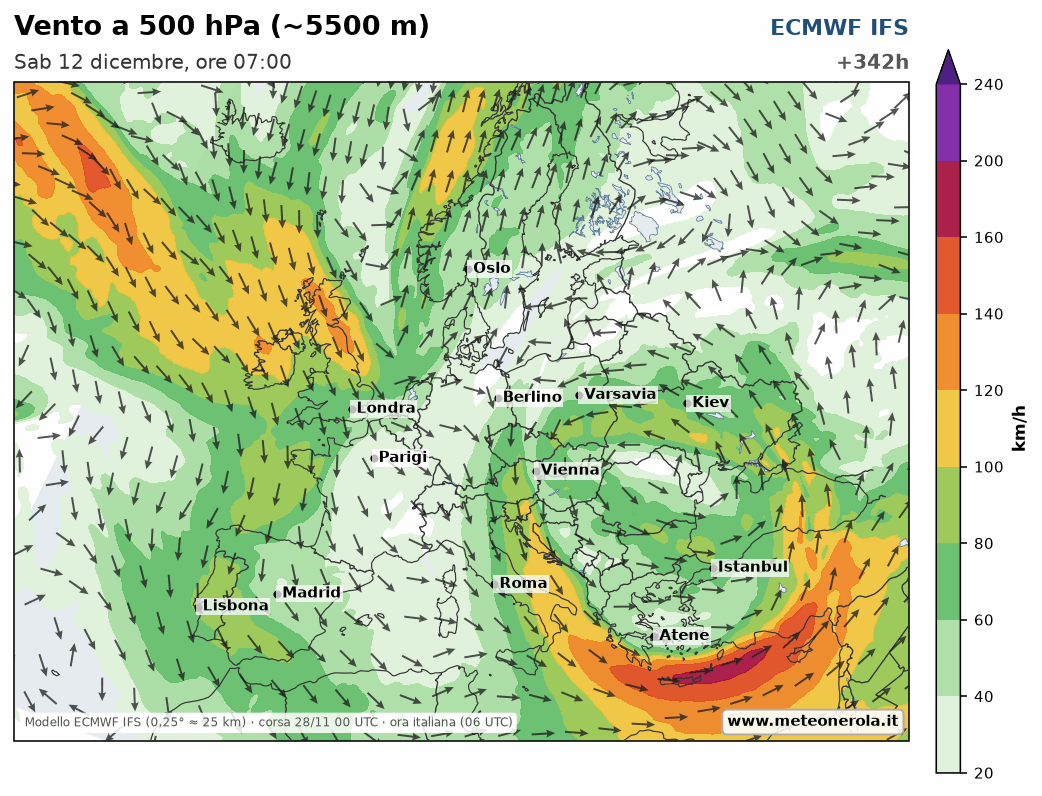 Vento a 500 hPa (~5500 m)
ECMWF IFS
Sab 12 dicembre, ore 07:00
+342h
240
200
160
140
120
100
80
60
40
20
km/h
Oslo
Berlino
Varsavia
Kiev
Londra
Parigi
Vienna
Istanbul
Roma
Madrid
Lisbona
Atene
Modello ECMWF IFS (0,25° ≈ 25 km) · corsa 28/11 00 UTC · ora italiana (06 UTC)
www.meteonerola.it